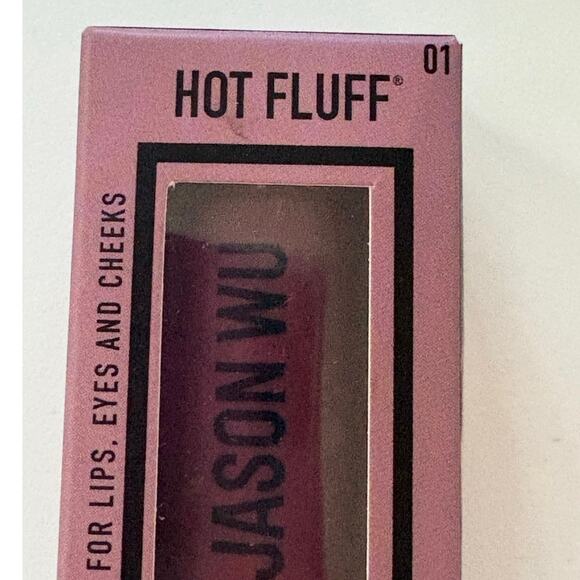 01
HOT FLUFF®
FOR LIPS, EYES AND CHEEKS
JASON WU